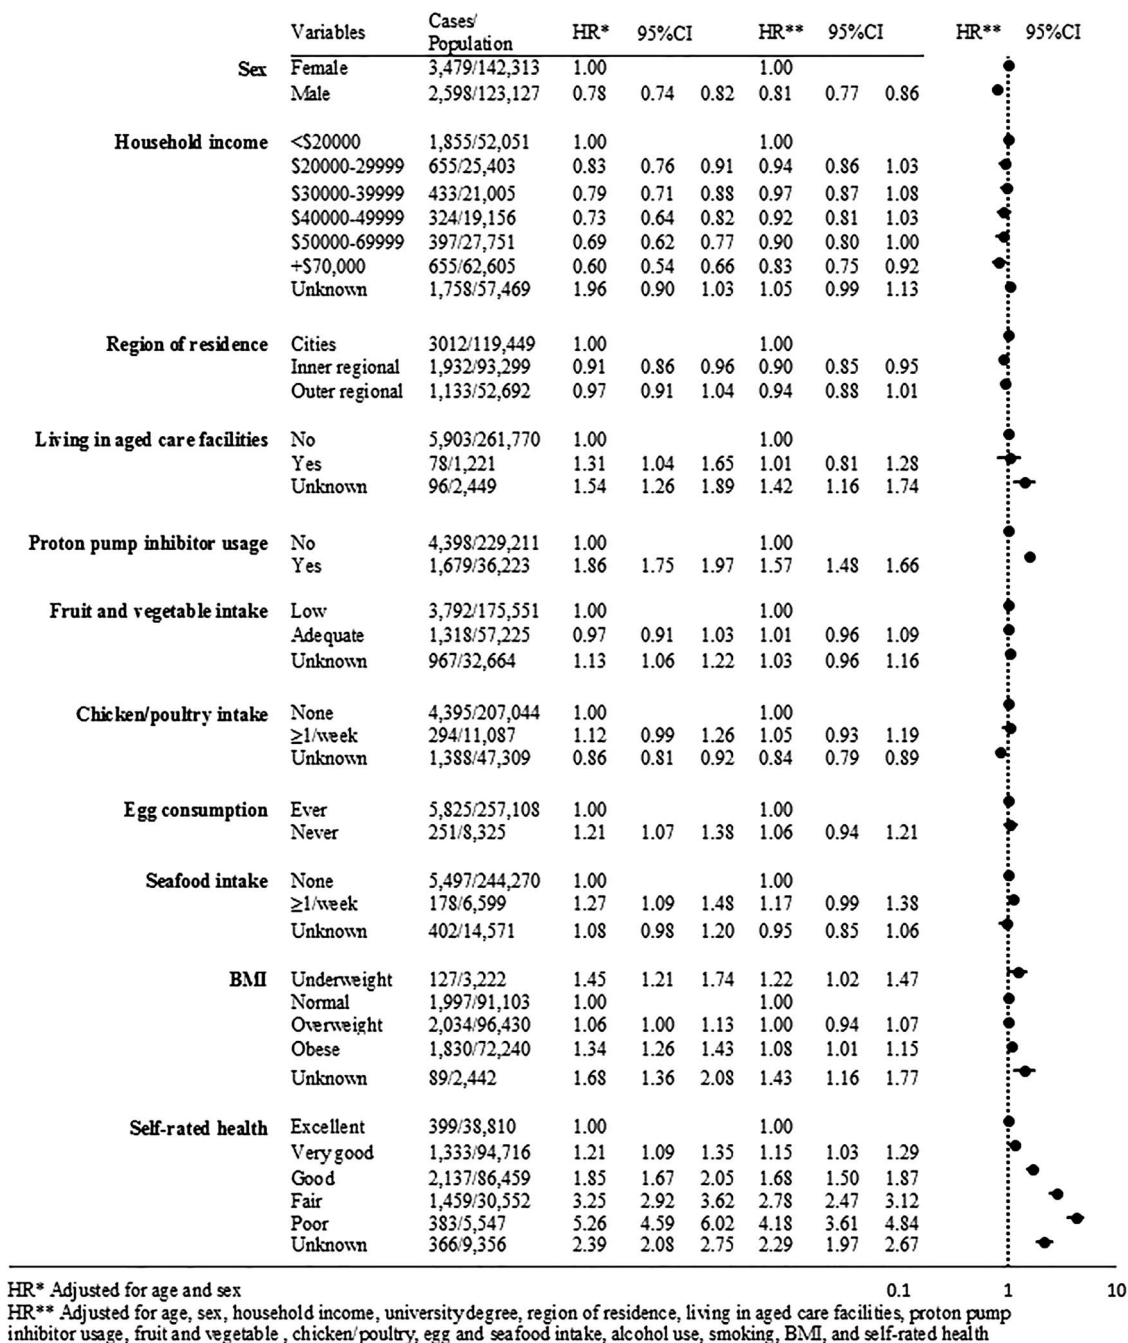 Variables Cases/ Population HR* 95%CI HR** 95%CI HR** 95%CI
Sex Female 3,479/142,313 1.00 1.00
Male 2,598/123,127 0.78 0.74 0.82 0.81 0.77 0.86
Household income <$20000 1,855/52,051 1.00 1.00
$20000-29999 655/25,403 0.83 0.76 0.91 0.94 0.86 1.03
$30000-39999 433/21,005 0.79 0.71 0.88 0.97 0.87 1.08
$40000-49999 324/19,156 0.73 0.64 0.82 0.92 0.81 1.03
$50000-69999 397/27,751 0.69 0.62 0.77 0.90 0.80 1.00
+$70,000 655/62,605 0.60 0.54 0.66 0.83 0.75 0.92
Unknown 1,758/57,469 1.96 0.90 1.03 1.05 0.99 1.13
Region of residence Cities 3012/119,449 1.00 1.00
Inner regional 1,932/93,299 0.91 0.86 0.96 0.90 0.85 0.95
Outer regional 1,133/52,692 0.97 0.91 1.04 0.94 0.88 1.01
Living in aged care facilities No 5,903/261,770 1.00 1.00
Yes 78/1,221 1.31 1.04 1.65 1.01 0.81 1.28
Unknown 96/2,449 1.54 1.26 1.89 1.42 1.16 1.74
Proton pump inhibitor usage No 4,398/229,211 1.00 1.00
Yes 1,679/36,223 1.86 1.75 1.97 1.57 1.48 1.66
Fruit and vegetable intake Low 3,792/175,551 1.00 1.00
Adequate 1,318/57,225 0.97 0.91 1.03 1.01 0.96 1.09
Unknown 967/32,664 1.13 1.06 1.22 1.03 0.96 1.16
Chicken/poultry intake None 4,395/207,044 1.00 1.00
≥1/week 294/11,087 1.12 0.99 1.26 1.05 0.93 1.19
Unknown 1,388/47,309 0.86 0.81 0.92 0.84 0.79 0.89
Egg consumption Ever 5,825/257,108 1.00 1.00
Never 251/8,325 1.21 1.07 1.38 1.06 0.94 1.21
Seafood intake None 5,497/244,270 1.00 1.00
≥1/week 178/6,599 1.27 1.09 1.48 1.17 0.99 1.38
Unknown 402/14,571 1.08 0.98 1.20 0.95 0.85 1.06
BMI Underweight 127/3,222 1.45 1.21 1.74 1.22 1.02 1.47
Normal 1,997/91,103 1.00 1.00
Overweight 2,034/96,430 1.06 1.00 1.13 1.00 0.94 1.07
Obese 1,830/72,240 1.34 1.26 1.43 1.08 1.01 1.15
Unknown 89/2,442 1.68 1.36 2.08 1.43 1.16 1.77
Self-rated health Excellent 399/38,810 1.00 1.00
Very good 1,333/94,716 1.21 1.09 1.35 1.15 1.03 1.29
Good 2,137/86,459 1.85 1.67 2.05 1.68 1.50 1.87
Fair 1,459/30,552 3.25 2.92 3.62 2.78 2.47 3.12
Poor 383/5,547 5.26 4.59 6.02 4.18 3.61 4.84
Unknown 366/9,356 2.39 2.08 2.75 2.29 1.97 2.67
HR* Adjusted for age and sex 0.1 1 10
HR** Adjusted for age, sex, household income, university degree, region of residence, living in aged care facilities, proton pump
inhibitor usage, fruit and vegetable , chicken/poultry, egg and seafood intake, alcohol use, smoking, BMI, and self-rated health